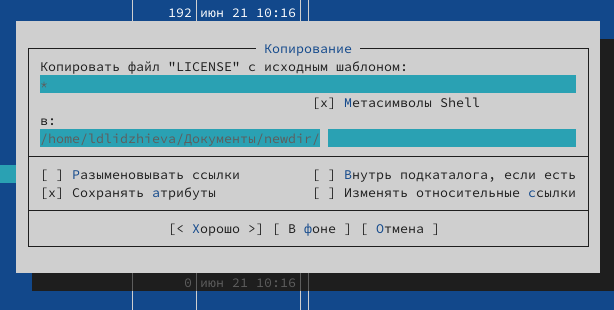 192 июн 21 10:16
Копирование
Копировать файл "LICENSE" с исходным шаблоном:
*
[x] Метасимволы Shell
в:
/home/ldlidzhieva/Документы/newdir/
[ ] Разыменовывать ссылки [ ] Внутрь подкаталога, если есть
[x] Сохранять атрибуты [ ] Изменять относительные ссылки
[< Хорошо >] [ В фоне ] [ Отмена ]
0 июн 21 10:16